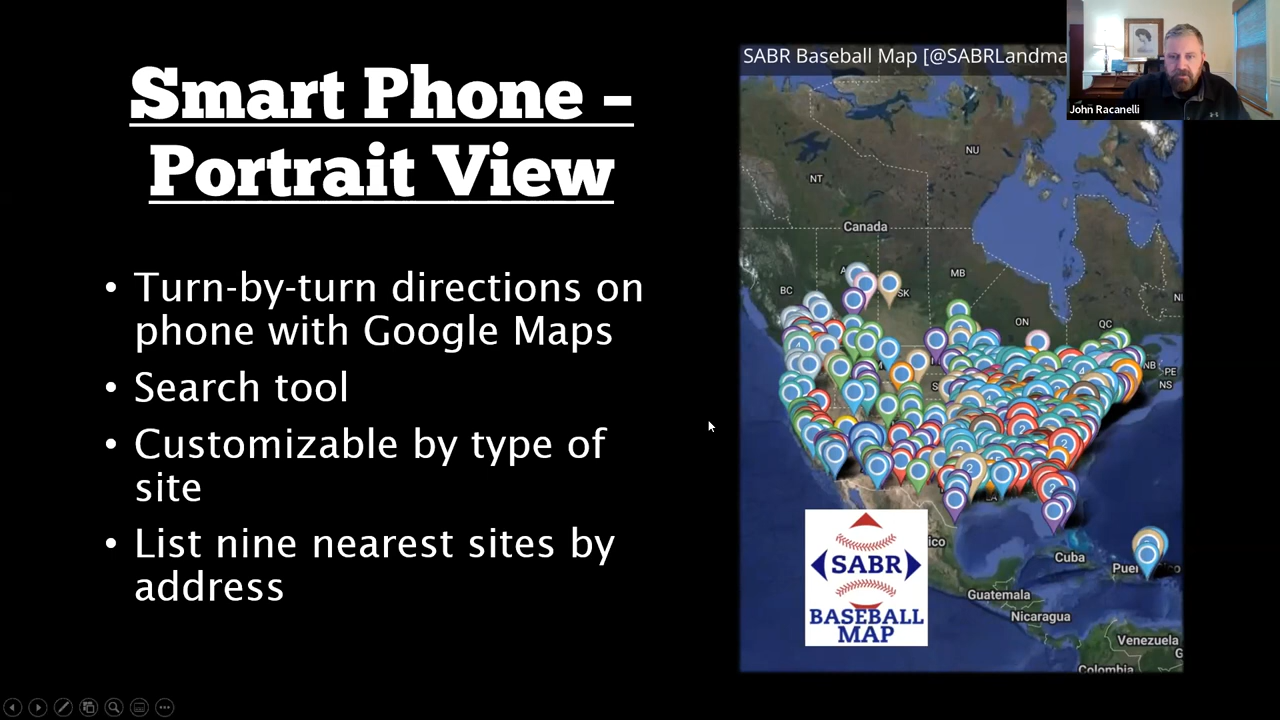 Smart Phone –
Portrait View
• Turn-by-turn directions on
phone with Google Maps
• Search tool
• Customizable by type of
site
• List nine nearest sites by
address
SABR Baseball Map [@SABRLandma
John Racanelli
NU
NT
Canada
BC
SK
MB
ON
QC
NB
PE
NS
Cuba
Guatemala
Nicaragua
Venezuela
Colombia
SABR
BASEBALL
MAP